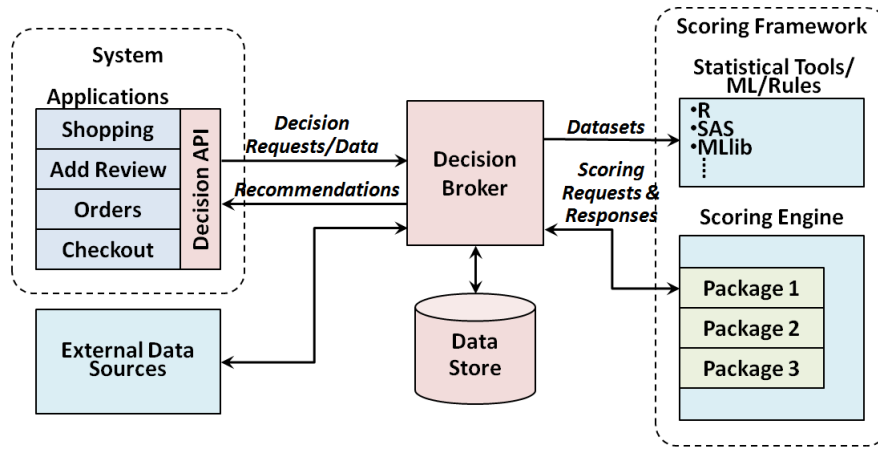 System
Applications
Shopping
Add Review
Orders
Checkout
Decision API
Decision
Requests/Data
Recommendations
External Data
Sources
Decision
Broker
Data
Store
Datasets
Scoring
Requests &
Responses
Scoring Framework
Statistical Tools/
ML/Rules
•R
•SAS
•MLlib
Scoring Engine
Package 1
Package 2
Package 3